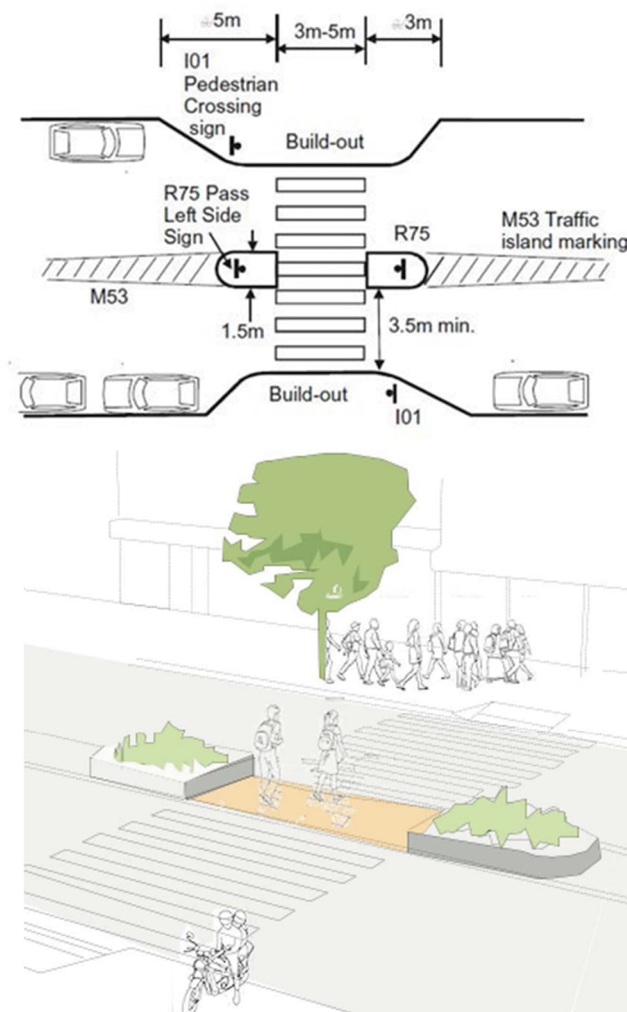 5m
3m-5m
3m
I01
Pedestrian
Crossing
sign
Build-out
R75 Pass
Left Side
Sign
R75
M53 Traffic
island marking
M53
1.5m
3.5m min.
Build-out
I01